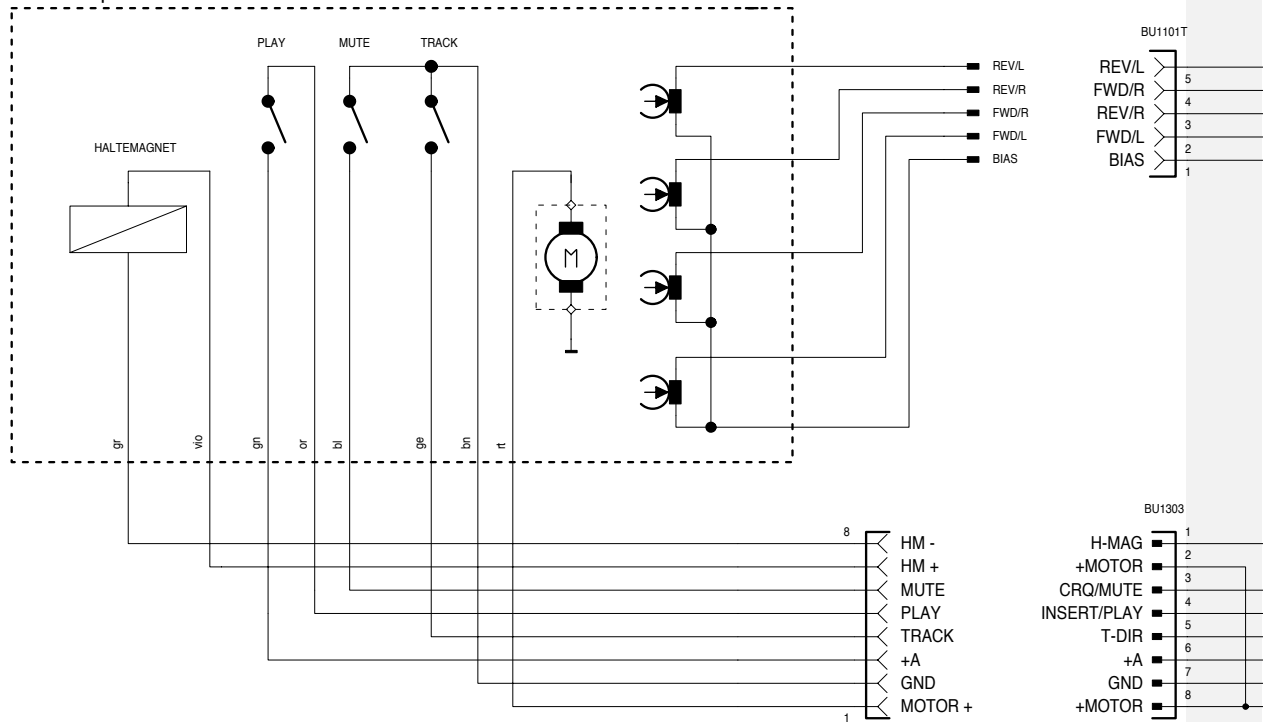 PLAY MUTE TRACK
HALTEMAGNET
M
gr vio gn or bl ge bn rt
REV/L
REV/R
FWD/R
FWD/L
BIAS
BU1101T
REV/L 5
FWD/R 4
REV/R 3
FWD/L 2
BIAS 1
8 HM -
HM +
MUTE
PLAY
TRACK
+A
GND
1 MOTOR +
BU1303
H-MAG 1
+MOTOR 2
CRQ/MUTE 3
INSERT/PLAY 4
T-DIR 5
+A 6
GND 7
+MOTOR 8